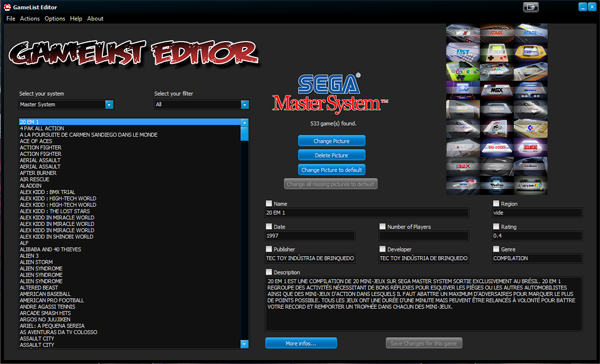 GameList Editor
File Actions Options Help About
GAMELIST EDITOR
Select your system
Select your filter
Master System
All
20 EM 1
4 PAK ALL ACTION
A LA POURSUITE DE CARMEN SANDIEGO DANS LE MONDE
ACE OF ACES
ACTION FIGHTER
ACTION FIGHTER
AERIAL ASSAULT
AERIAL ASSAULT
AFTER BURNER
AIR RESCUE
ALADDIN
ALEX KIDD : BMX TRIAL
ALEX KIDD : HIGH-TECH WORLD
ALEX KIDD : HIGH-TECH WORLD
ALEX KIDD : THE LOST STARS
ALEX KIDD IN MIRACLE WORLD
ALEX KIDD IN MIRACLE WORLD
ALEX KIDD IN MIRACLE WORLD
ALEX KIDD IN SHINOBI WORLD
ALF
ALIBABA AND 40 THIEVES
ALIEN 3
ALIEN STORM
ALIEN SYNDROME
ALIEN SYNDROME
ALIEN SYNDROME
ALTERED BEAST
AMERICAN BASEBALL
AMERICAN PRO FOOTBALL
ANDRE AGASSI TENNIS
ARCADE SMASH HITS
ARGOS NO JUUJIKEN
ARIEL : A PEQUENA SEREIA
AS AVENTURAS DA TV COLOSSO
ASSAULT CITY
ASSAULT CITY
SEGA
Master System
533 game(s) found.
Change Picture
Delete Picture
Change Picture to default
Change all missing pictures to default
Name
Region
20 EM 1
vide
Date
Number of Players
Rating
1997
0.4
Publisher
Developer
Genre
TEC TOY INDÚSTRIA DE BRINQUEDO
TEC TOY INDÚSTRIA DE BRINQUEDO
COMPILATION
Description
20 EM 1 EST UNE COMPILATION DE 20 MINI-JEUX SUR SEGA MASTER SYSTEM SORTIE EXCLUSIVEMENT AU BRÉSIL. 20 EM 1
REGROUPE DES ACTIVITÉS NÉCESSITANT DE BONS RÉFLEXES POUR ESQUIVER LES PIÈGES OU LES AUTRES AUTOMOBILISTES
AINSI QUE DES MINI-JEUX D'ACTION DANS LESQUELS IL FAUT ABATTRE UN MAXIMUM D'ADVERSAIRES POUR MARQUER LE PLUS
DE POINTS POSSIBLE. TOUS LES JEUX ONT UNE DURÉE D'UNE MINUTE MAIS PEUVENT ÊTRE RELANCÉS À VOLONTÉ POUR BATTRE
VOTRE RECORD ET REMPORTER UN TROPHÉE DANS CHACUN DES MINI-JEUX.
More infos...
Save Changes for this game